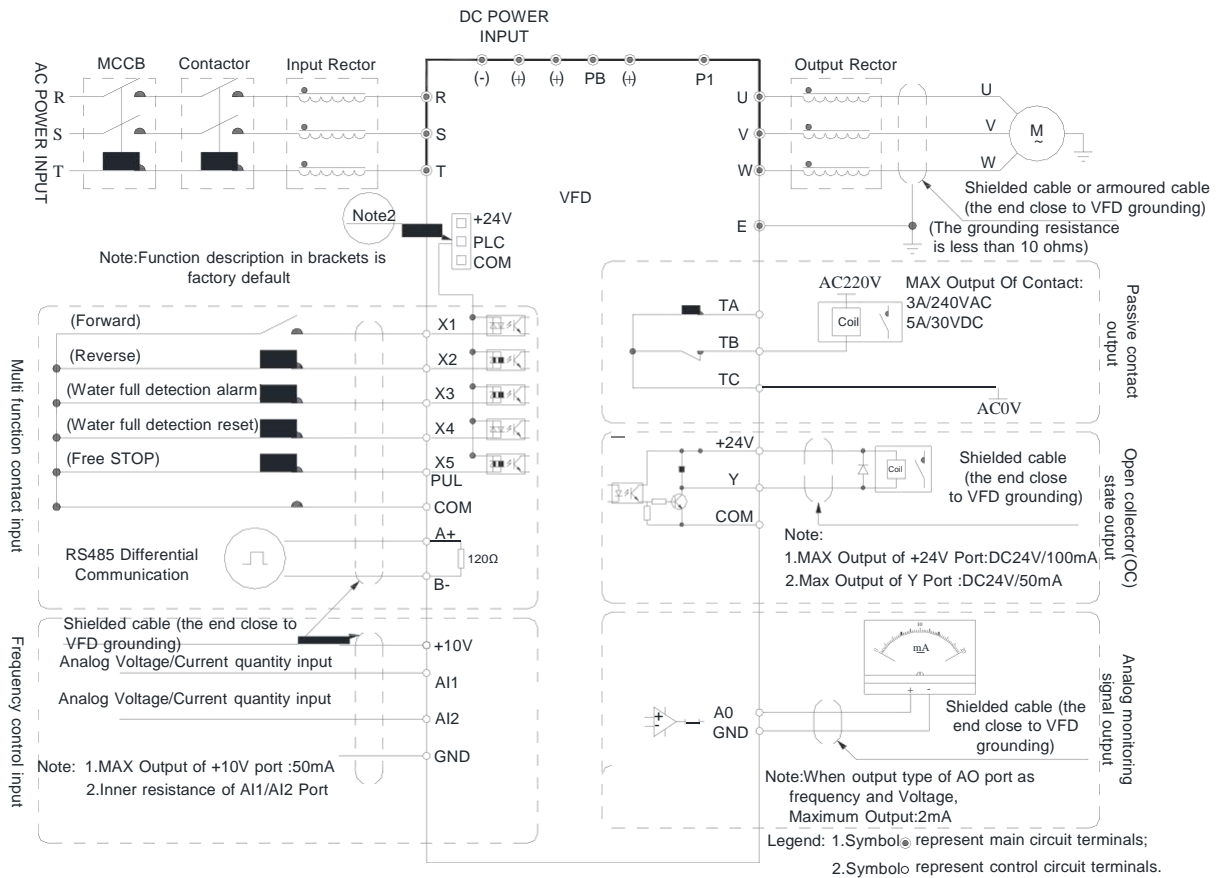 DC POWER
INPUT
(-) (+) (+) PB (+) P1
AC POWER INPUT
MCCB
Contactor
Input Rector
R
S
T
R
S
T
VFD
Output Rector
U
V
W
U
V
W
M
~
E
Shielded cable or armoured cable
(the end close to VFD grounding)
(The grounding resistance
is less than 10 ohms)
Note2
+24V
PLC
COM
Note:Function description in brackets is
factory default
Multi function contact input
(Forward)
X1
(Reverse)
X2
(Water full detection alarm
X3
(Water full detection reset)
X4
(Free STOP)
X5
PUL
COM
RS485 Differential
Communication
A+
120Ω
B-
Frequency control input
Shielded cable (the end close to
VFD grounding)
+10V
Analog Voltage/Current quantity input
AI1
Analog Voltage/Current quantity input
AI2
GND
Note: 1.MAX Output of +10V port :50mA
2.Inner resistance of AI1/AI2 Port
Passive contact
output
TA
TB
TC
AC220V
Coil
MAX Output Of Contact:
3A/240VAC
5A/30VDC
AC0V
Open collector(OC)
state output
+24V
Y
COM
Coil
Shielded cable
(the end close
to VFD grounding)
Note:
1.MAX Output of +24V Port:DC24V/100mA
2.Max Output of Y Port :DC24V/50mA
Analog monitoring
signal output
10
mA
+ -
A0
GND
+
-
Shielded cable (the
end close to VFD
grounding)
Note:When output type of AO port as
frequency and Voltage,
Maximum Output:2mA
Legend: 1.Symbol represent main circuit terminals;
2.Symbol represent control circuit terminals.